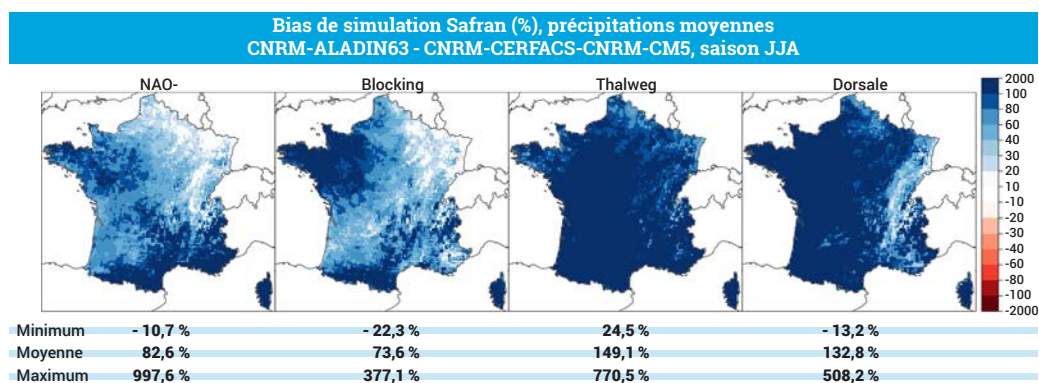 Bias de simulation Safran (%), précipitations moyennes
CNRM-ALADIN63 - CNRM-CERFACS-CNRM-CM5, saison JJA
NAO- Blocking Thalweg Dorsale
2000
100
80
60
40
30
20
10
-10
-20
-30
-40
-60
-80
-100
-2000
Minimum - 10,7 % - 22,3 % 24,5 % - 13,2 %
Moyenne 82,6 % 73,6 % 149,1 % 132,8 %
Maximum 997,6 % 377,1 % 770,5 % 508,2 %